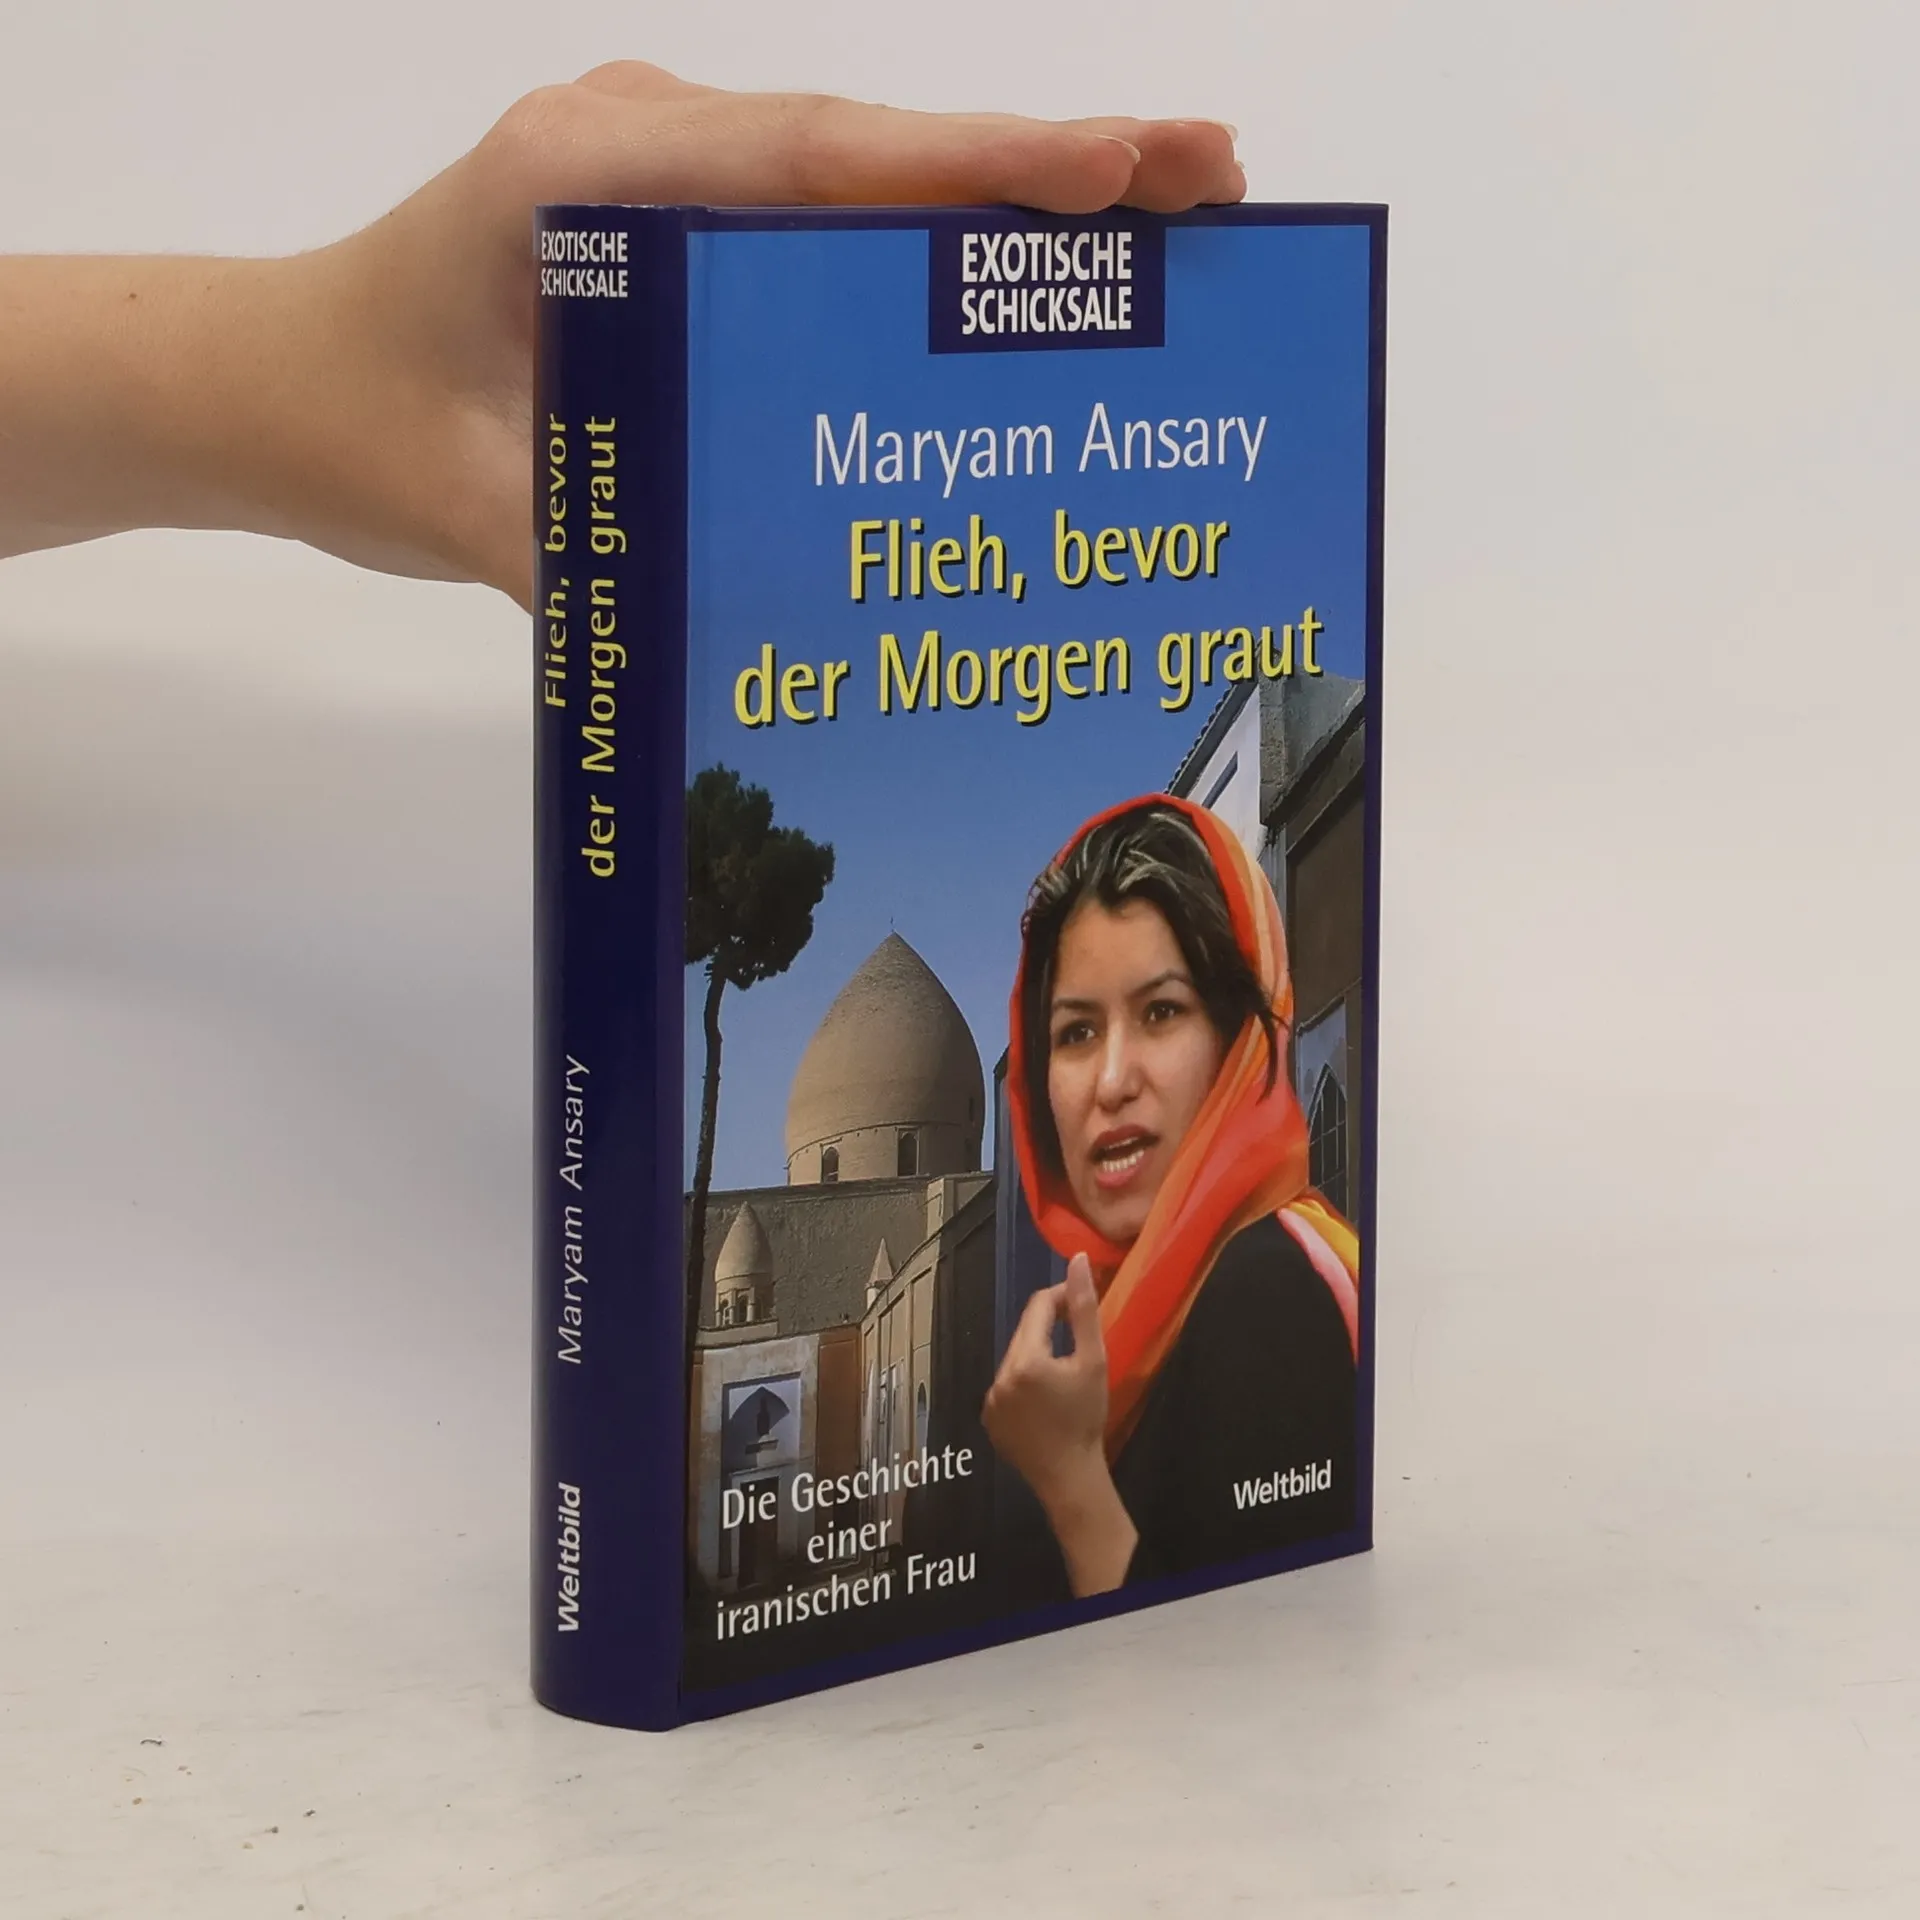 EXOTISCHE
SCHICKSALE
Flieh, bevor
der Morgen graut
Maryam Ansary
Weltbild
EXOTISCHE
SCHICKSALE
Maryam Ansary
Flieh, bevor
der Morgen graut
Die Geschichte
einer
iranischen Frau
Weltbild